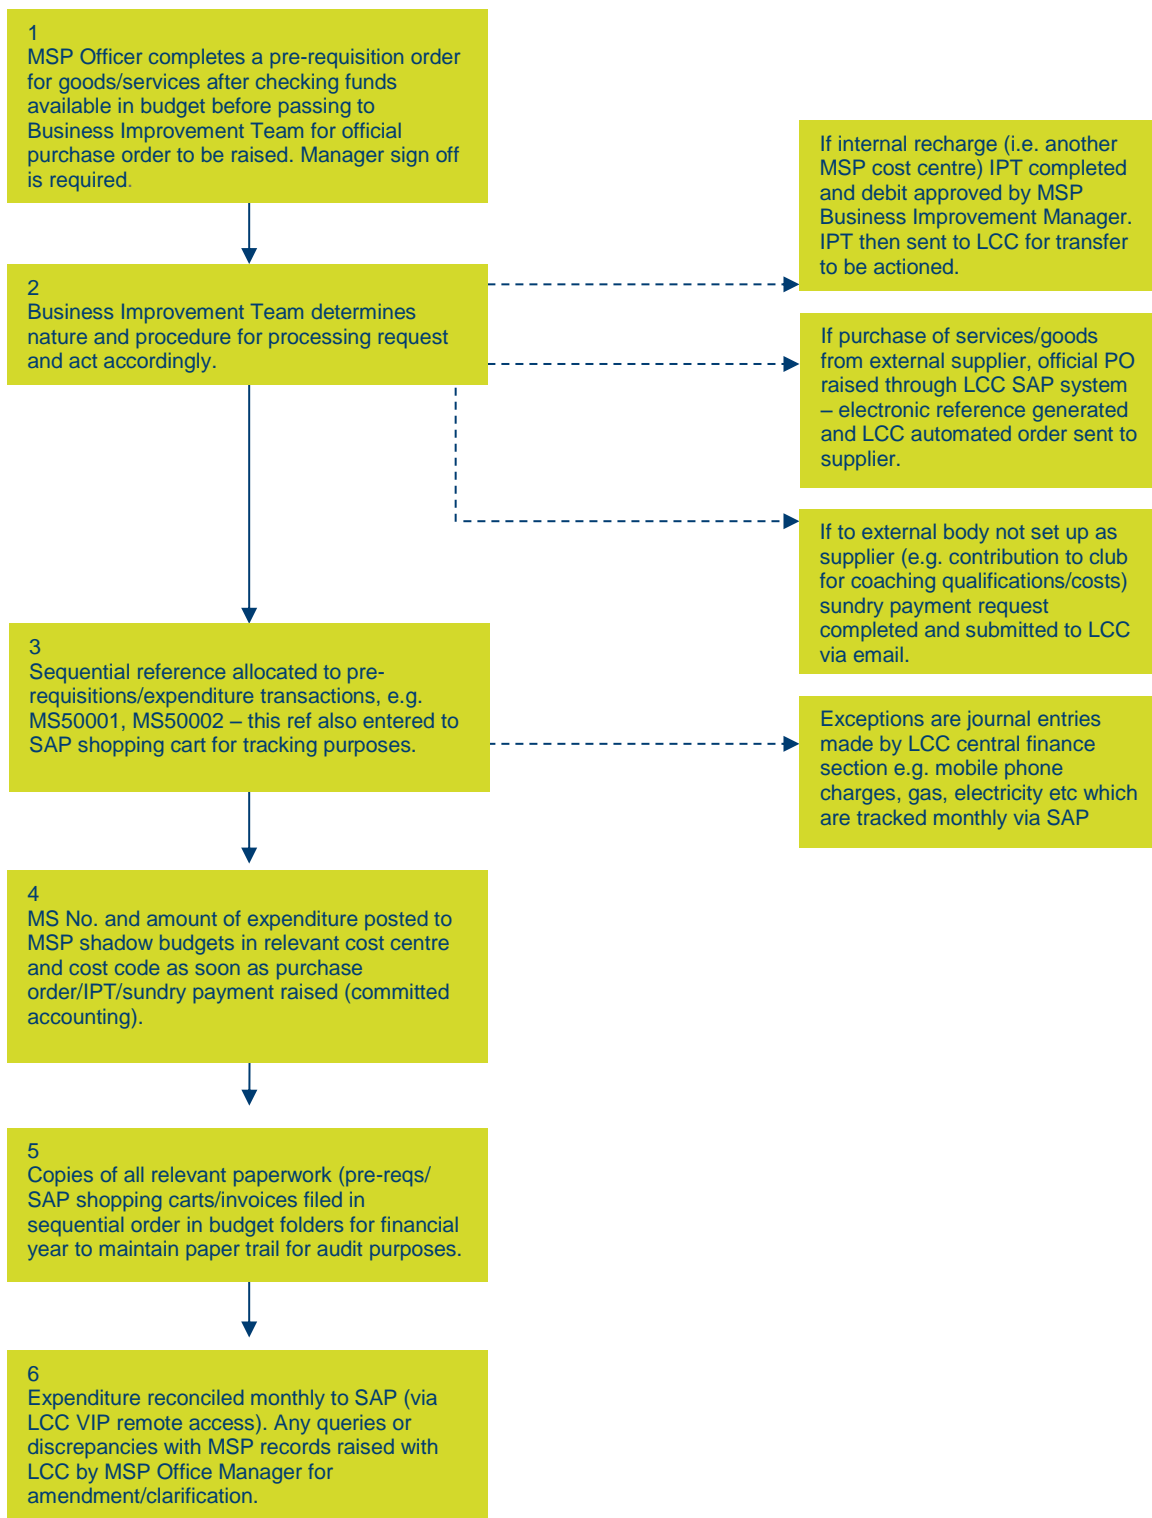 1
MSP Officer completes a pre-requisition order
for goods/services after checking funds
available in budget before passing to
Business Improvement Team for official
purchase order to be raised. Manager sign off
is required.
If internal recharge (i.e. another
MSP cost centre) IPT completed
and debit approved by MSP
Business Improvement Manager.
IPT then sent to LCC for transfer
to be actioned.
2
Business Improvement Team determines
nature and procedure for processing request
and act accordingly.
If purchase of services/goods
from external supplier, official PO
raised through LCC SAP system
– electronic reference generated
and LCC automated order sent to
supplier.
If to external body not set up as
supplier (e.g. contribution to club
for coaching qualifications/costs)
sundry payment request
completed and submitted to LCC
via email.
3
Sequential reference allocated to pre-
requisitions/expenditure transactions, e.g.
MS50001, MS50002 – this ref also entered to
SAP shopping cart for tracking purposes.
Exceptions are journal entries
made by LCC central finance
section e.g. mobile phone
charges, gas, electricity etc which
are tracked monthly via SAP
4
MS No. and amount of expenditure posted to
MSP shadow budgets in relevant cost centre
and cost code as soon as purchase
order/IPT/sundry payment raised (committed
accounting).
5
Copies of all relevant paperwork (pre-reqs/
SAP shopping carts/invoices filed in
sequential order in budget folders for financial
year to maintain paper trail for audit purposes.
6
Expenditure reconciled monthly to SAP (via
LCC VIP remote access). Any queries or
discrepancies with MSP records raised with
LCC by MSP Office Manager for
amendment/clarification.